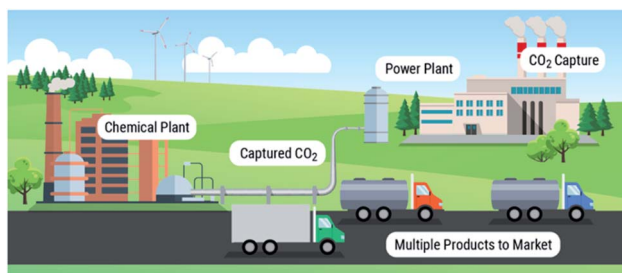 CO₂ Capture
Power Plant
Chemical Plant
Captured CO₂
Multiple Products to Market